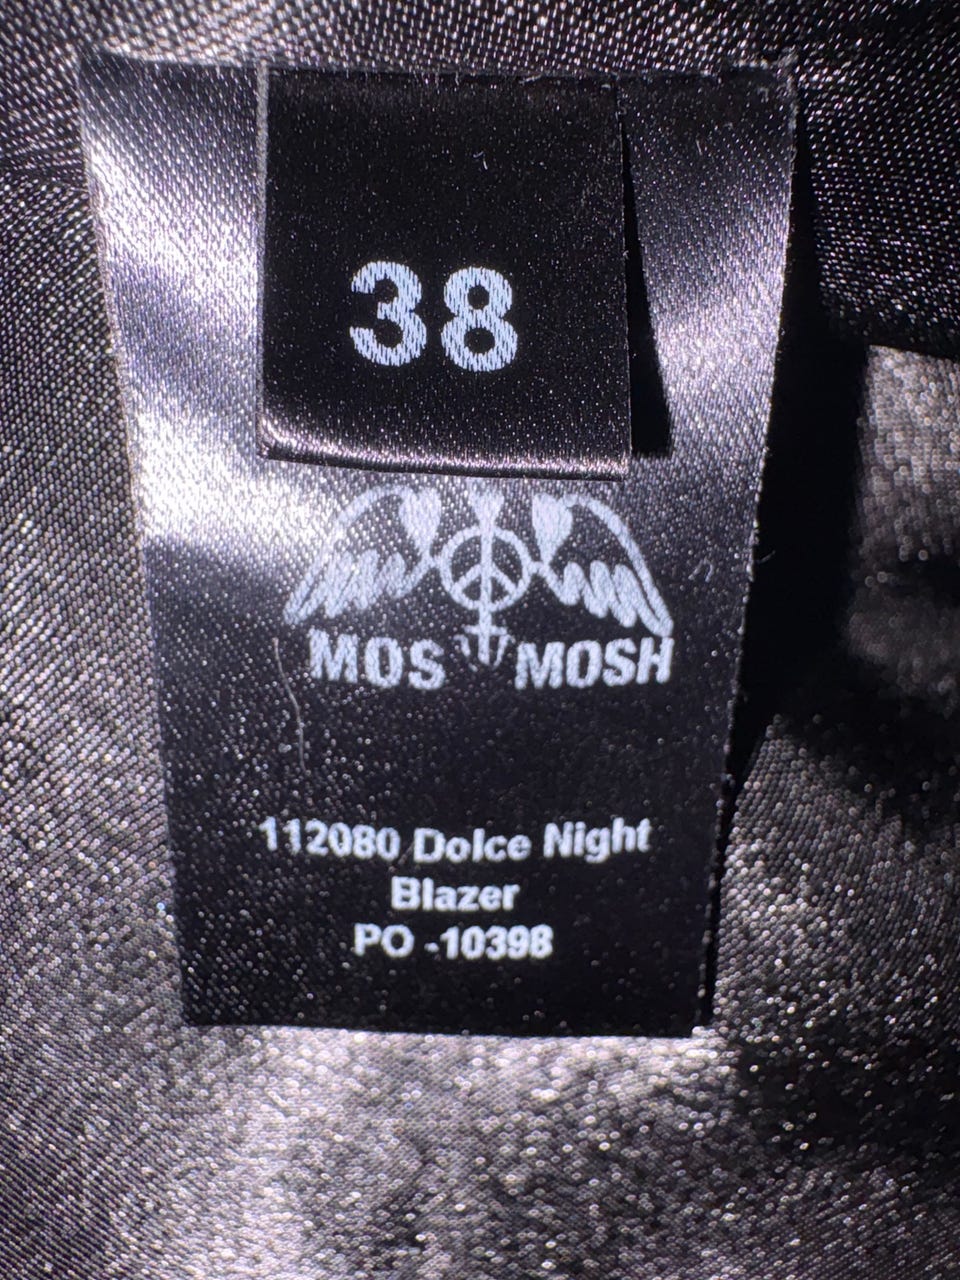 38
MOS MOSH
112080 Dolce Night
Blazer
PO -10398